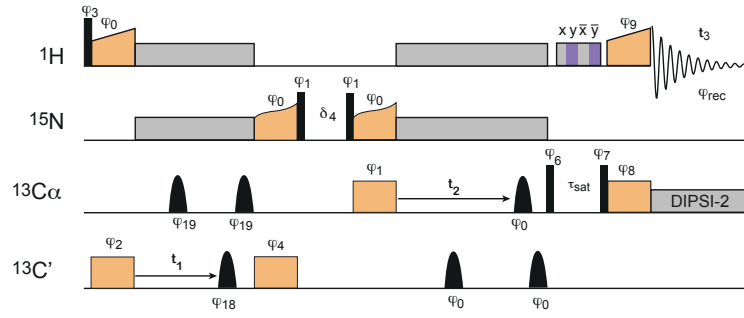 φ3 φ0 x y x̄ ȳ φ9 t3
1H
φrec
φ0 φ1 δ4 φ1 φ0
15N
φ1 t2 φ6 τsat φ7 φ8
13Cα
DIPSI-2
φ19 φ19 φ0
φ2 t1 φ4
13C'
φ18 φ0 φ0